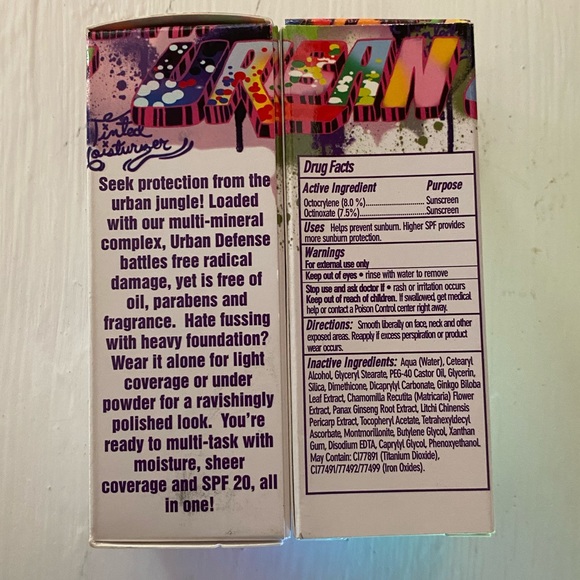 URBAN
Tinted
Moisturizer
Seek protection from the
urban jungle! Loaded
with our multi-mineral
complex, Urban Defense
battles free radical
damage, yet is free of
oil, parabens and
fragrance. Hate fussing
with heavy foundation?
Wear it alone for light
coverage or under
powder for a ravishingly
polished look. You're
ready to multi-task with
moisture, sheer
coverage and SPF 20, all
in one!
Drug Facts
Active Ingredient Purpose
Octocrylene (8.0 %)........................ Sunscreen
Octinoxate (7.5%)........................... Sunscreen
Uses Helps prevent sunburn. Higher SPF provides
more sunburn protection.
Warnings
For external use only
Keep out of eyes • rinse with water to remove
Stop use and ask doctor if • rash or irritation occurs
Keep out of reach of children. If swallowed, get medical
help or contact a Poison Control center right away.
Directions: Smooth liberally on face, neck and other
exposed areas. Reapply if excess perspiration or product
wear occurs.
Inactive Ingredients: Aqua (Water), Cetearyl
Alcohol, Glyceryl Stearate, PEG-40 Castor Oil, Glycerin,
Silica, Dimethicone, Dicaprylyl Carbonate, Ginkgo Biloba
Leaf Extract, Chamomilla Recutita (Matricaria) Flower
Extract, Panax Ginseng Root Extract, Litchi Chinensis
Pericarp Extract, Tocopheryl Acetate, Tetrahexyldecyl
Ascorbate, Montmorillonite, Butylene Glycol, Xanthan
Gum, Disodium EDTA, Caprylyl Glycol, Phenoxyethanol.
May Contain: CI77891 (Titanium Dioxide),
CI77491/77492/77499 (Iron Oxides).